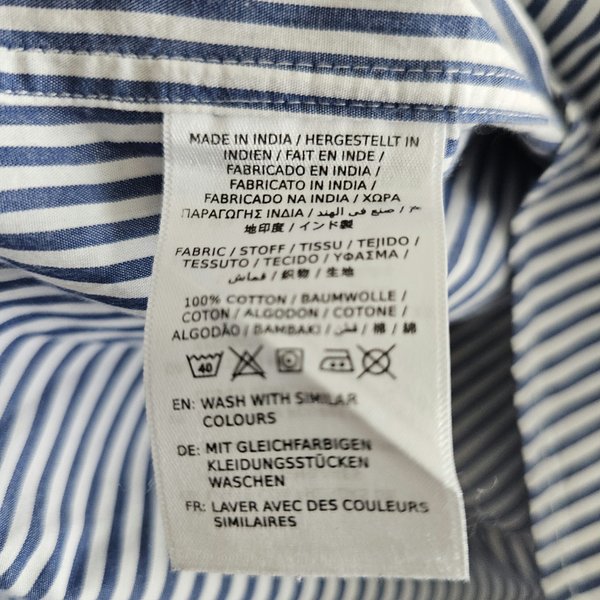 MADE IN INDIA / HERGESTELLT IN
INDIEN / FAIT EN INDE /
FABRICADO EN INDIA /
FABRICATO IN INDIA /
FABRICADO NA INDIA / ΧΩΡΑ
ΠΑΡΑΓΩΓΗΣ ΙΝΔΙΑ / صنع في الهند /
地印度 / インド製
FABRIC / STOFF / TISSU / TEJIDO /
TESSUTO / TECIDO / ΥΦΑΣΜΑ /
قماش / 織物 / 生地
100% COTTON / BAUMWOLLE /
COTON / ALGODON / COTONE /
ALGODÃO / ΒΑΜΒΑΚΙ / قطن / 棉 / 綿
40
EN: WASH WITH SIMILAR
COLOURS
DE: MIT GLEICHFARBIGEN
KLEIDUNGSSTÜCKEN
WASCHEN
FR: LAVER AVEC DES COULEURS
SIMILAIRES